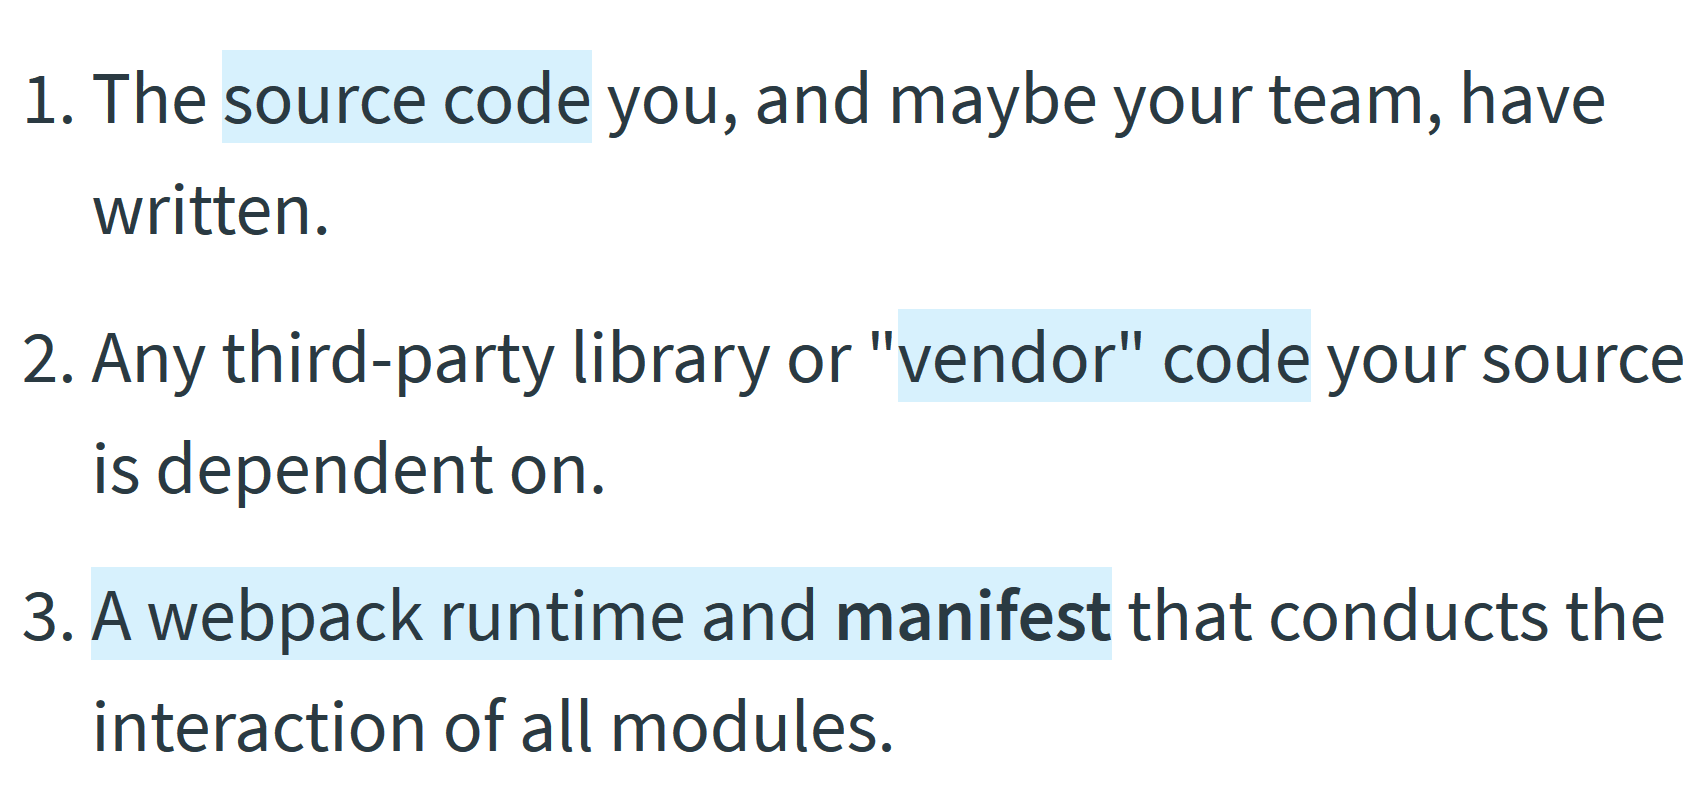 1. The source code you, and maybe your team, have
written.
2. Any third-party library or "vendor" code your source
is dependent on.
3. A webpack runtime and manifest that conducts the
interaction of all modules.